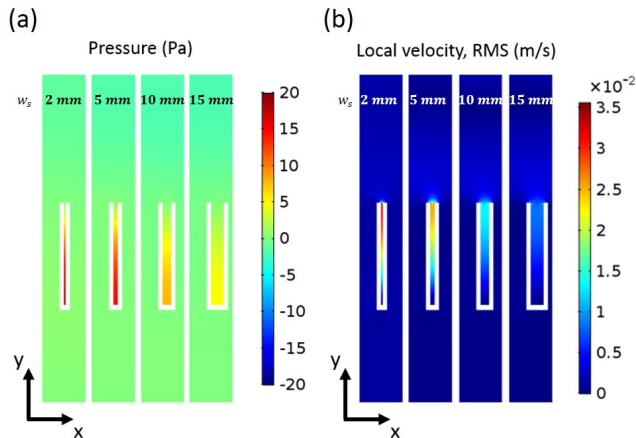 (a)
Pressure (Pa)
w_s 2 mm 5 mm 10 mm 15 mm
20
15
10
5
0
-5
-10
-15
-20
y
x
(b)
Local velocity, RMS (m/s)
w_s 2 mm 5 mm 10 mm 15 mm
×10⁻²
3.5
3
2.5
2
1.5
1
0.5
0
y
x